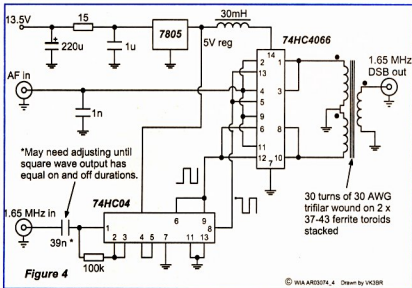 13.5V
15
220u
1u
7805
30mH
5V reg
74HC4066
AF in
1n
14
2
13
4
5
9
11
6
12
7
1
3
8
10
1.65 MHz
DSB out
*May need adjusting until
square wave output has
equal on and off durations.
74HC04
1.65 MHz in
39n *
1
2
3
4
5
7
6
9
8
11
13
100k
30 turns of 30 AWG
trifilar wound on 2 x
37-43 ferrite toroids
stacked
Figure 4
© WIA AR03074_4 Drawn by VK3BR